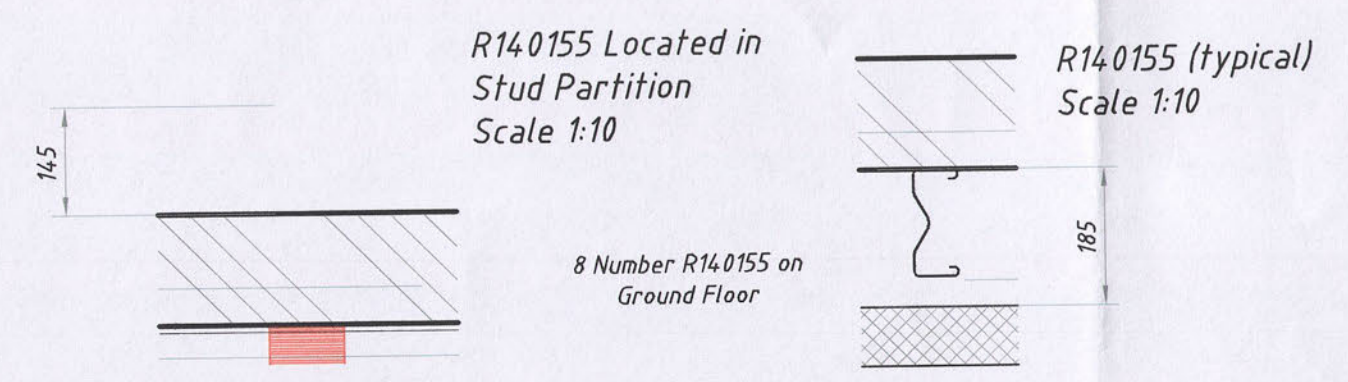 R140155 Located in
Stud Partition
Scale 1:10
145
8 Number R140155 on
Ground Floor
R140155 (typical)
Scale 1:10
185